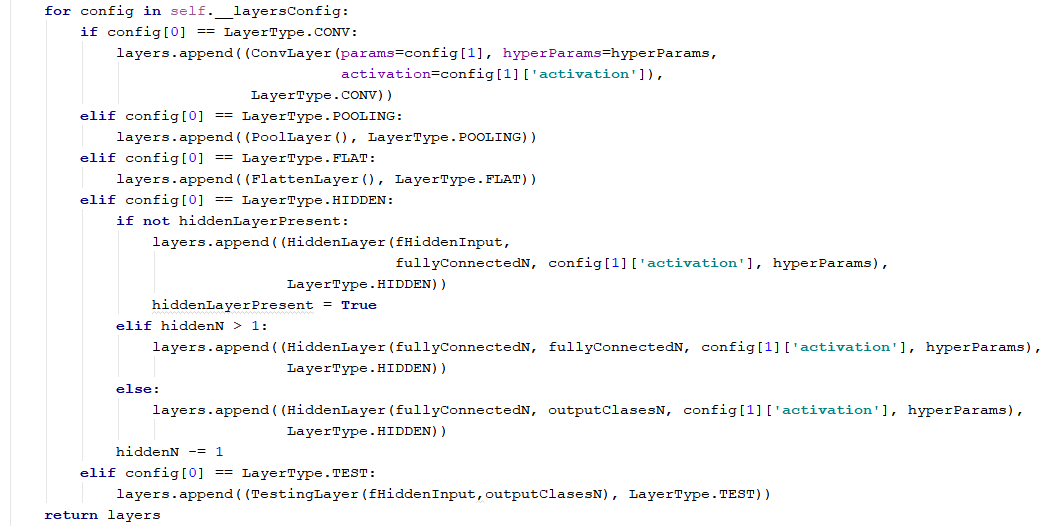 for config in self.__layersConfig:
    if config[0] == LayerType.CONV:
        layers.append((ConvLayer(params=config[1], hyperParams=hyperParams,
                                 activation=config[1]['activation']),
                       LayerType.CONV))
    elif config[0] == LayerType.POOLING:
        layers.append((PoolLayer(), LayerType.POOLING))
    elif config[0] == LayerType.FLAT:
        layers.append((FlattenLayer(), LayerType.FLAT))
    elif config[0] == LayerType.HIDDEN:
        if not hiddenLayerPresent:
            layers.append((HiddenLayer(fHiddenInput,
                                       fullyConnectedN, config[1]['activation'], hyperParams),
                           LayerType.HIDDEN))
            hiddenLayerPresent = True
        elif hiddenN > 1:
            layers.append((HiddenLayer(fullyConnectedN, fullyConnectedN, config[1]['activation'], hyperParams),
                           LayerType.HIDDEN))
        else:
            layers.append((HiddenLayer(fullyConnectedN, outputClasesN, config[1]['activation'], hyperParams),
                           LayerType.HIDDEN))
        hiddenN -= 1
    elif config[0] == LayerType.TEST:
        layers.append((TestingLayer(fHiddenInput,outputClasesN), LayerType.TEST))
return layers